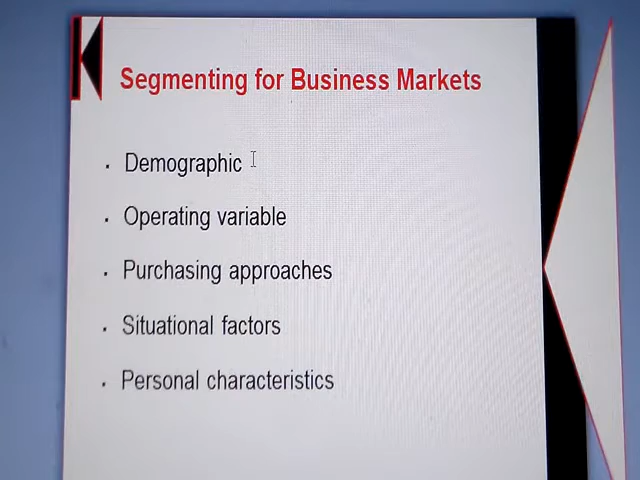 Segmenting for Business Markets
Demographic
Operating variable
Purchasing approaches
Situational factors
Personal characteristics